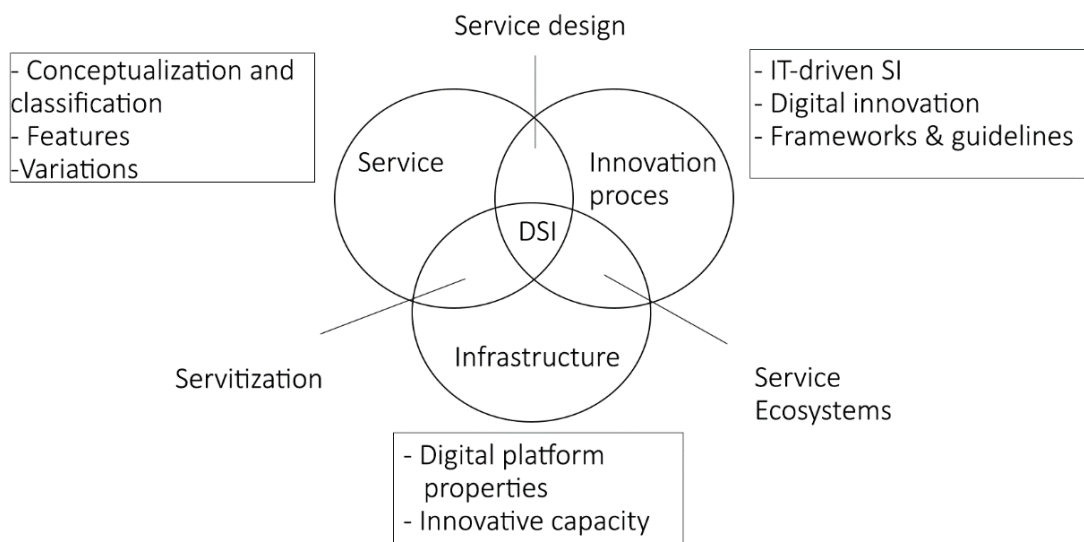 Service design
- Conceptualization and
classification
- Features
-Variations
- IT-driven SI
- Digital innovation
- Frameworks & guidelines
Service
Innovation
proces
DSI
Infrastructure
Servitization
Service
Ecosystems
- Digital platform
properties
- Innovative capacity